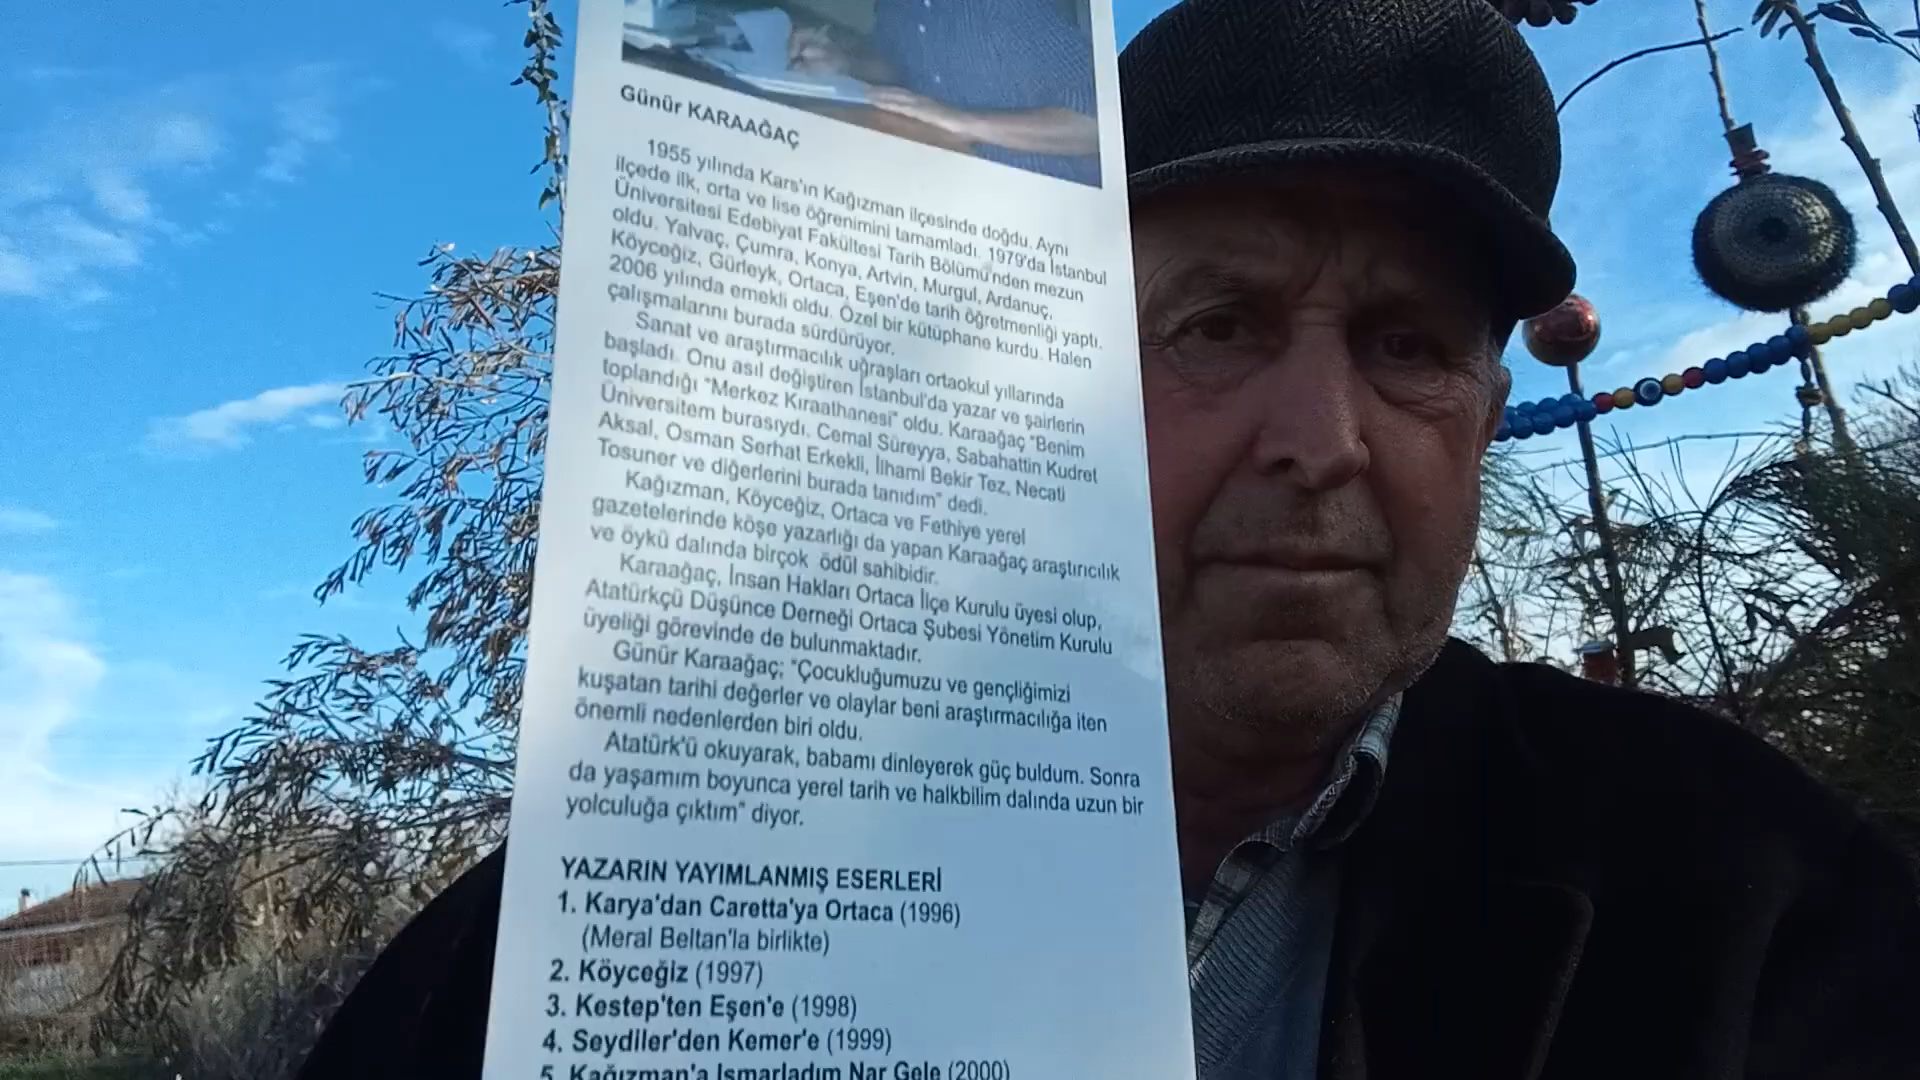 Günür KARAAĞAÇ
1955 yılında Kars'ın Kağızman ilçesinde doğdu. Aynı
ilçede ilk, orta ve lise öğrenimini tamamladı. 1979'da İstanbul
Üniversitesi Edebiyat Fakültesi Tarih Bölümü'nden mezun
oldu. Yalvaç, Çumra, Konya, Artvin, Murgul, Ardanuç,
Köyceğiz, Gürleyk, Ortaca, Eşen'de tarih öğretmenliği yaptı.
2006 yılında emekli oldu. Özel bir kütüphane kurdu. Halen
çalışmalarını burada sürdürüyor.
Sanat ve araştırmacılık uğraşları ortaokul yıllarında
başladı. Onu asıl değiştiren İstanbul'da yazar ve şairlerin
toplandığı "Merkez Kıraathanesi" oldu. Karaağaç "Benim
Üniversitem burasıydı. Cemal Süreyya, Sabahattin Kudret
Aksal, Osman Serhat Erkekli, İlhami Bekir Tez, Necati
Tosuner ve diğerlerini burada tanıdım" dedi.
Kağızman, Köyceğiz, Ortaca ve Fethiye yerel
gazetelerinde köşe yazarlığı da yapan Karaağaç araştırıcılık
ve öykü dalında birçok ödül sahibidir.
Karaağaç, İnsan Hakları Ortaca İlçe Kurulu üyesi olup,
Atatürkçü Düşünce Derneği Ortaca Şubesi Yönetim Kurulu
üyeliği görevinde de bulunmaktadır.
Günür Karaağaç; "Çocukluğumuzu ve gençliğimizi
kuşatan tarihi değerler ve olaylar beni araştırmacılığa iten
önemli nedenlerden biri oldu.
Atatürk'ü okuyarak, babamı dinleyerek güç buldum. Sonra
da yaşamım boyunca yerel tarih ve halkbilim dalında uzun bir
yolculuğa çıktım" diyor.
YAZARIN YAYIMLANMIŞ ESERLERİ
1. Karya'dan Caretta'ya Ortaca (1996)
(Meral Beltan'la birlikte)
2. Köyceğiz (1997)
3. Kestep'ten Eşen'e (1998)
4. Seydiler'den Kemer'e (1999)
5. Kağızman'a Ismarladım Nar Gele (2000)